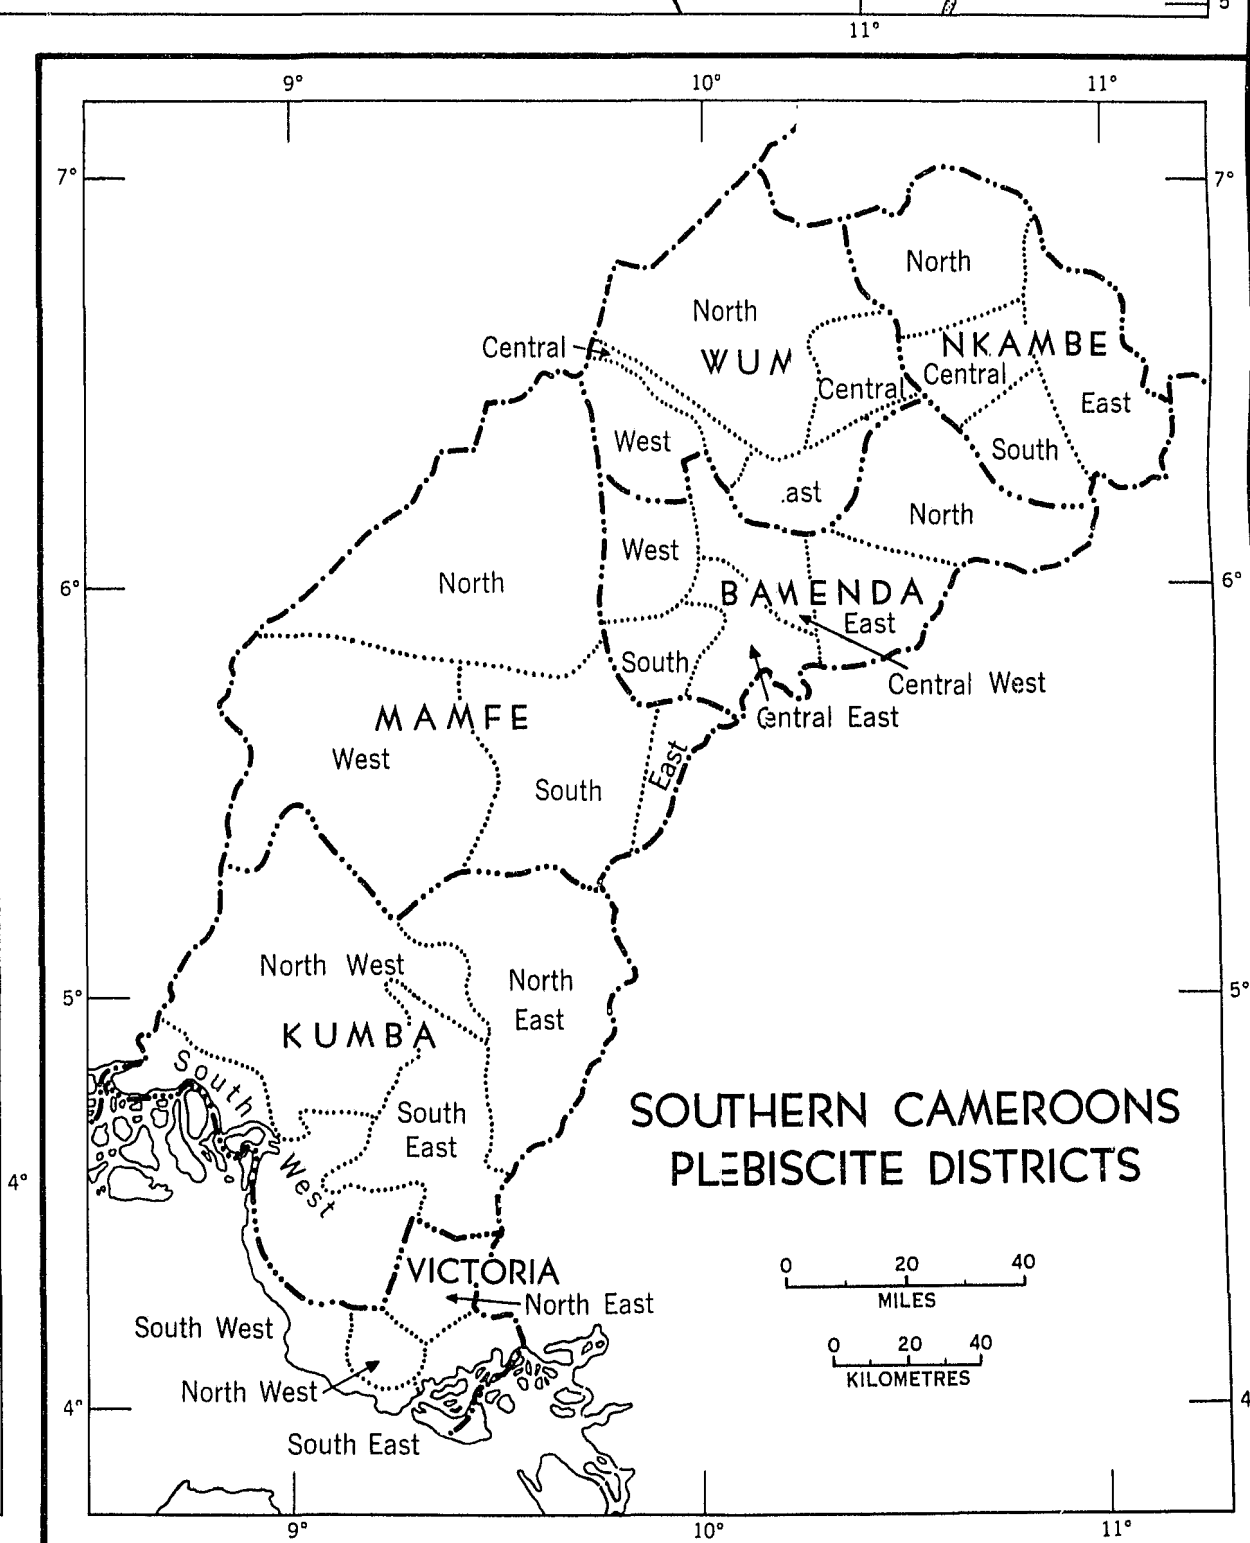 5
11°
9°
10°
11°
7°
7°
North
North
Central
WUM
NKAMBE
Central
Central
East
West
South
.ast
North
West
6°
North
BAMENDA
6°
East
South
Central West
MAMFE
Central East
West
East
South
North West
North
East
5°
5°
KUMBA
South
West
South
East
SOUTHERN CAMEROONS
PLEBISCITE DISTRICTS
4°
VICTORIA
0 20 40
MILES
North East
South West
0 20 40
KILOMETRES
North West
4°
4
South East
9°
10°
11°